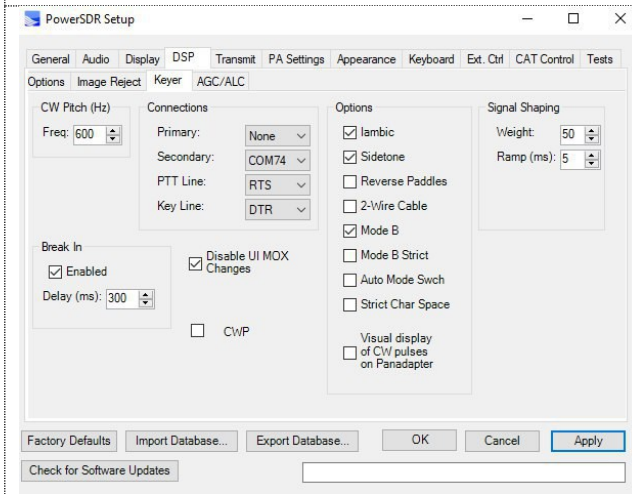 PowerSDR Setup
General Audio Display DSP Transmit PA Settings Appearance Keyboard Ext. Ctrl CAT Control Tests
Options Image Reject Keyer AGC/ALC
CW Pitch (Hz)
Freq: 600
Connections
Primary: None
Secondary: COM74
PTT Line: RTS
Key Line: DTR
Options
Iambic
Sidetone
Reverse Paddles
2-Wire Cable
Mode B
Mode B Strict
Auto Mode Swch
Strict Char Space
Visual display
of CW pulses
on Panadapter
Signal Shaping
Weight: 50
Ramp (ms): 5
Break In
Enabled
Delay (ms): 300
Disable UI MOX
Changes
CWP
Factory Defaults Import Database... Export Database... OK Cancel Apply
Check for Software Updates